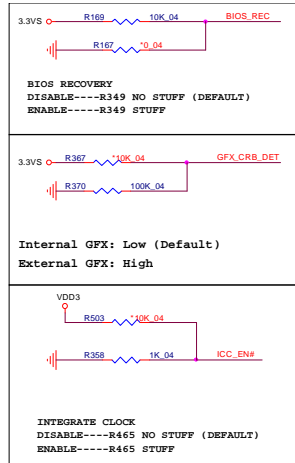 3.3VS R169 10K_04 BIOS_REC
R167 *0_04
BIOS RECOVERY
DISABLE----R349 NO STUFF (DEFAULT)
ENABLE----R349 STUFF
3.3VS R367 *10K_04 GFX_CRB_DET
R370 100K_04
Internal GFX: Low (Default)
External GFX: High
VDD3
R503 *10K_04
R358 1K_04 ICC_EN#
INTEGRATE CLOCK
DISABLE----R465 NO STUFF (DEFAULT)
ENABLE----R465 STUFF